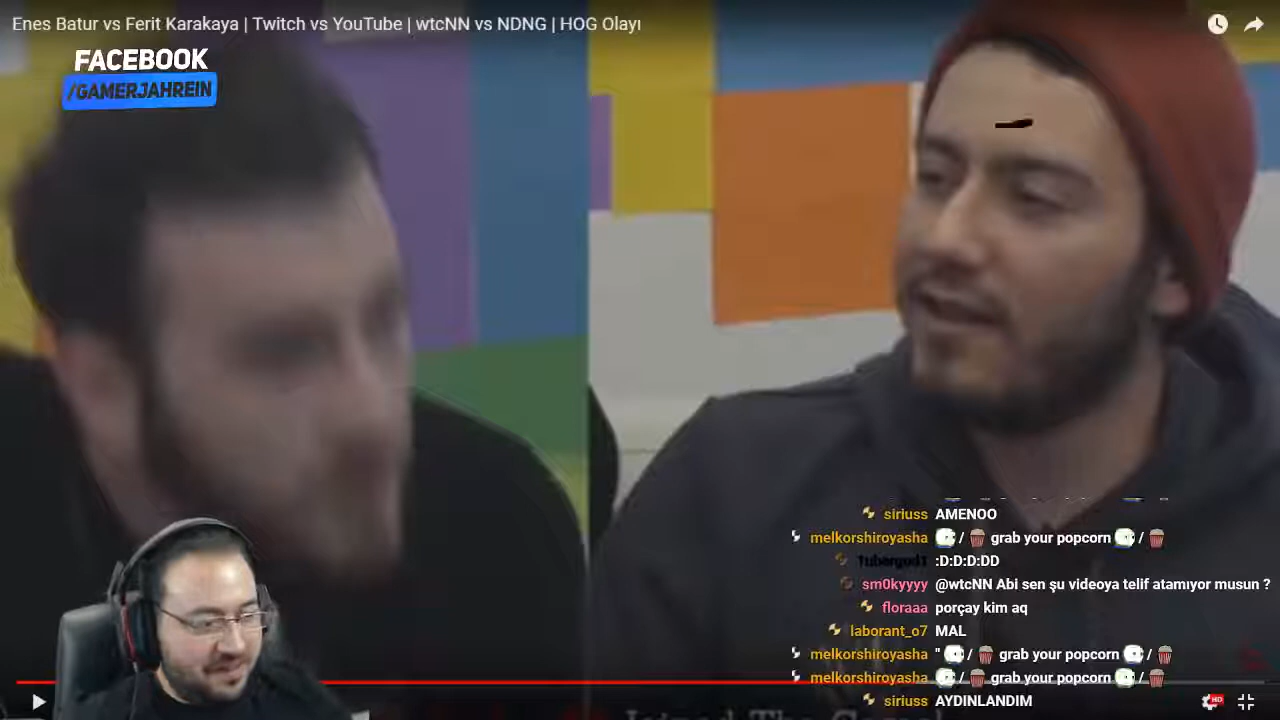 Enes Batur vs Ferit Karakaya | Twitch vs YouTube | wtcNN vs NDNG | HOG Olayı
FACEBOOK
/GAMERJAHREIN
siriuss AMENOO
melkorshiroyasha / grab your popcorn /
:D:D:D:DD
sm0kyyyy @wtcNN Abi sen şu videoya telif atamıyor musun ?
floraaa porçay kim aq
laborant_o7 MAL
melkorshiroyasha " / grab your popcorn /
melkorshiroyasha / grab your popcorn /
siriuss AYDINLANDIM
HD